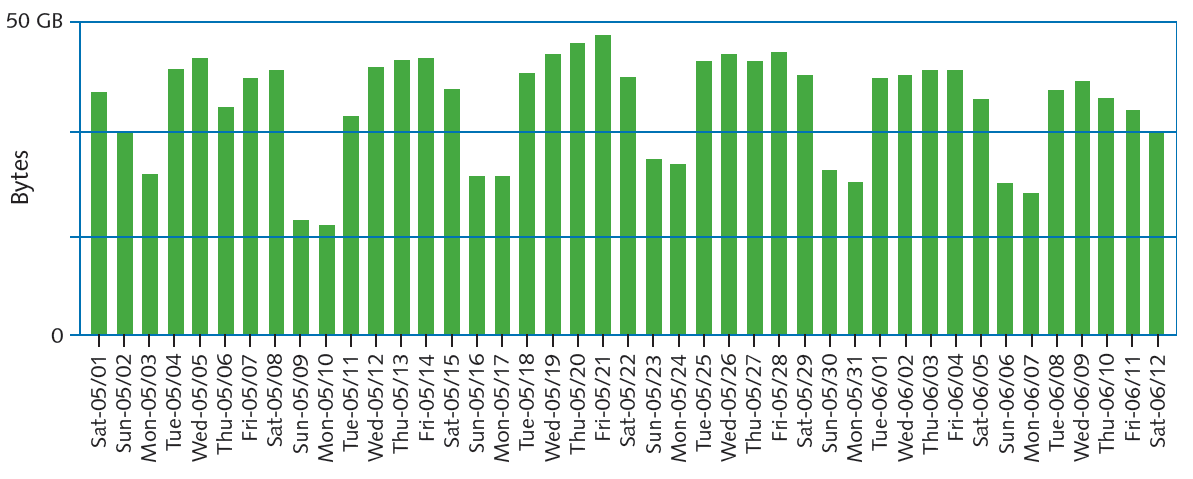 50 GB
Bytes
0
Sat-05/01
Sun-05/02
Mon-05/03
Tue-05/04
Wed-05/05
Thu-05/06
Fri-05/07
Sat-05/08
Sun-05/09
Mon-05/10
Tue-05/11
Wed-05/12
Thu-05/13
Fri-05/14
Sat-05/15
Sun-05/16
Mon-05/17
Tue-05/18
Wed-05/19
Thu-05/20
Fri-05/21
Sat-05/22
Sun-05/23
Mon-05/24
Tue-05/25
Wed-05/26
Thu-05/27
Fri-05/28
Sat-05/29
Sun-05/30
Mon-05/31
Tue-06/01
Wed-06/02
Thu-06/03
Fri-06/04
Sat-06/05
Sun-06/06
Mon-06/07
Tue-06/08
Wed-06/09
Thu-06/10
Fri-06/11
Sat-06/12